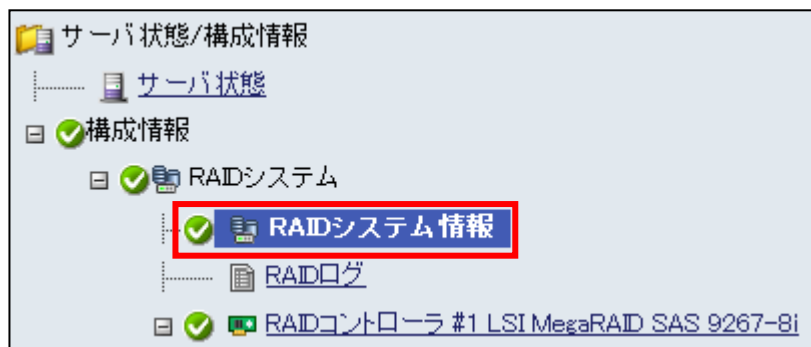 サーバ状態/構成情報
サーバ状態
構成情報
RAIDシステム
RAIDシステム情報
RAIDログ
RAIDコントローラ #1 LSI MegaRAID SAS 9267-8i